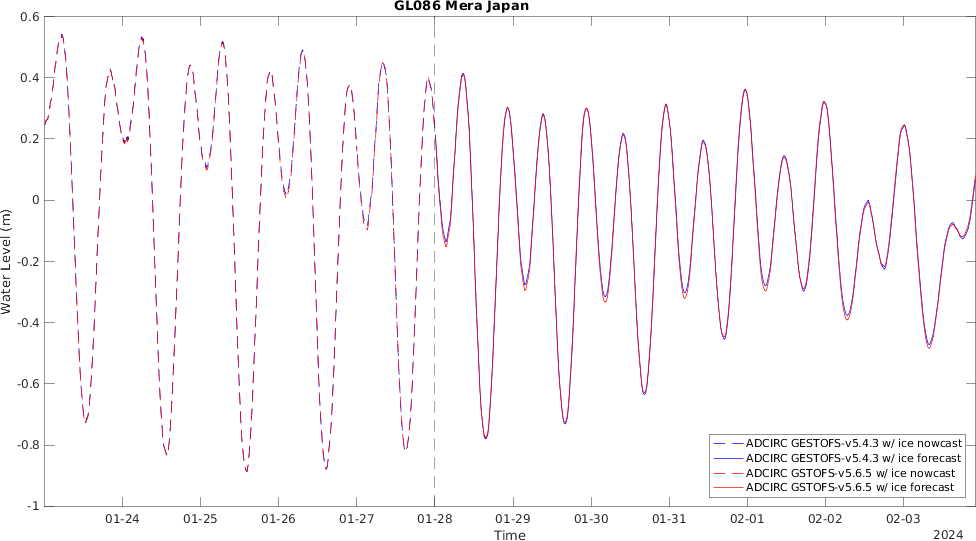 GL086 Mera Japan
0.6
0.4
0.2
0
-0.2
-0.4
-0.6
-0.8
-1
Water Level (m)
ADCIRC GESTOFS-v5.4.3 w/ ice nowcast
ADCIRC GESTOFS-v5.4.3 w/ ice forecast
ADCIRC GSTOFS-v5.6.5 w/ ice nowcast
ADCIRC GSTOFS-v5.6.5 w/ ice forecast
01-24 01-25 01-26 01-27 01-28 01-29 01-30 01-31 02-01 02-02 02-03
Time
2024